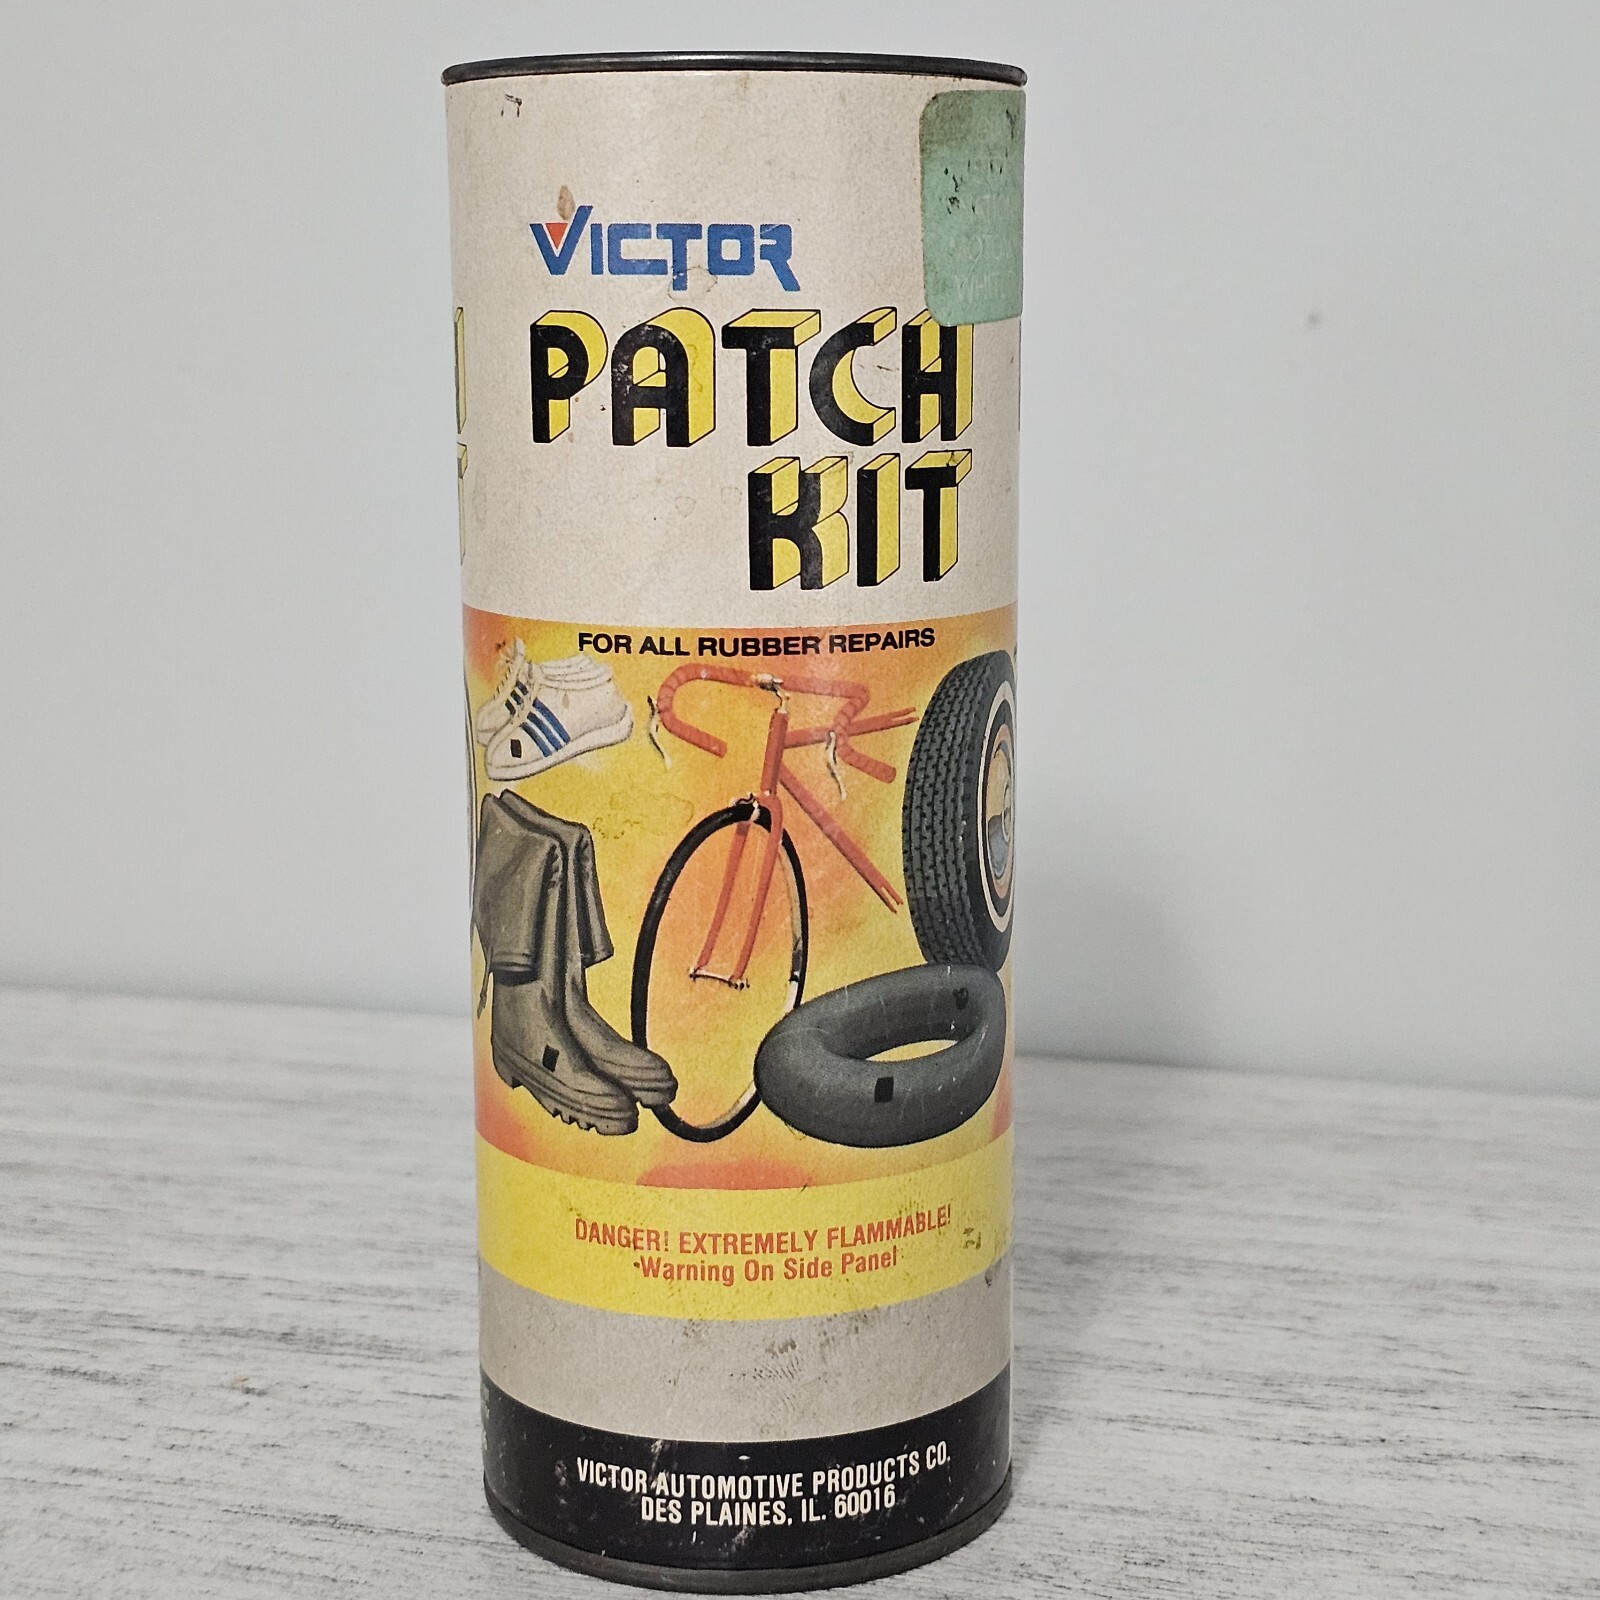 VICTOR
PATCH
KIT
FOR ALL RUBBER REPAIRS
DANGER! EXTREMELY FLAMMABLE!
Warning On Side Panel
VICTOR AUTOMOTIVE PRODUCTS CO.
DES PLAINES, IL. 60016